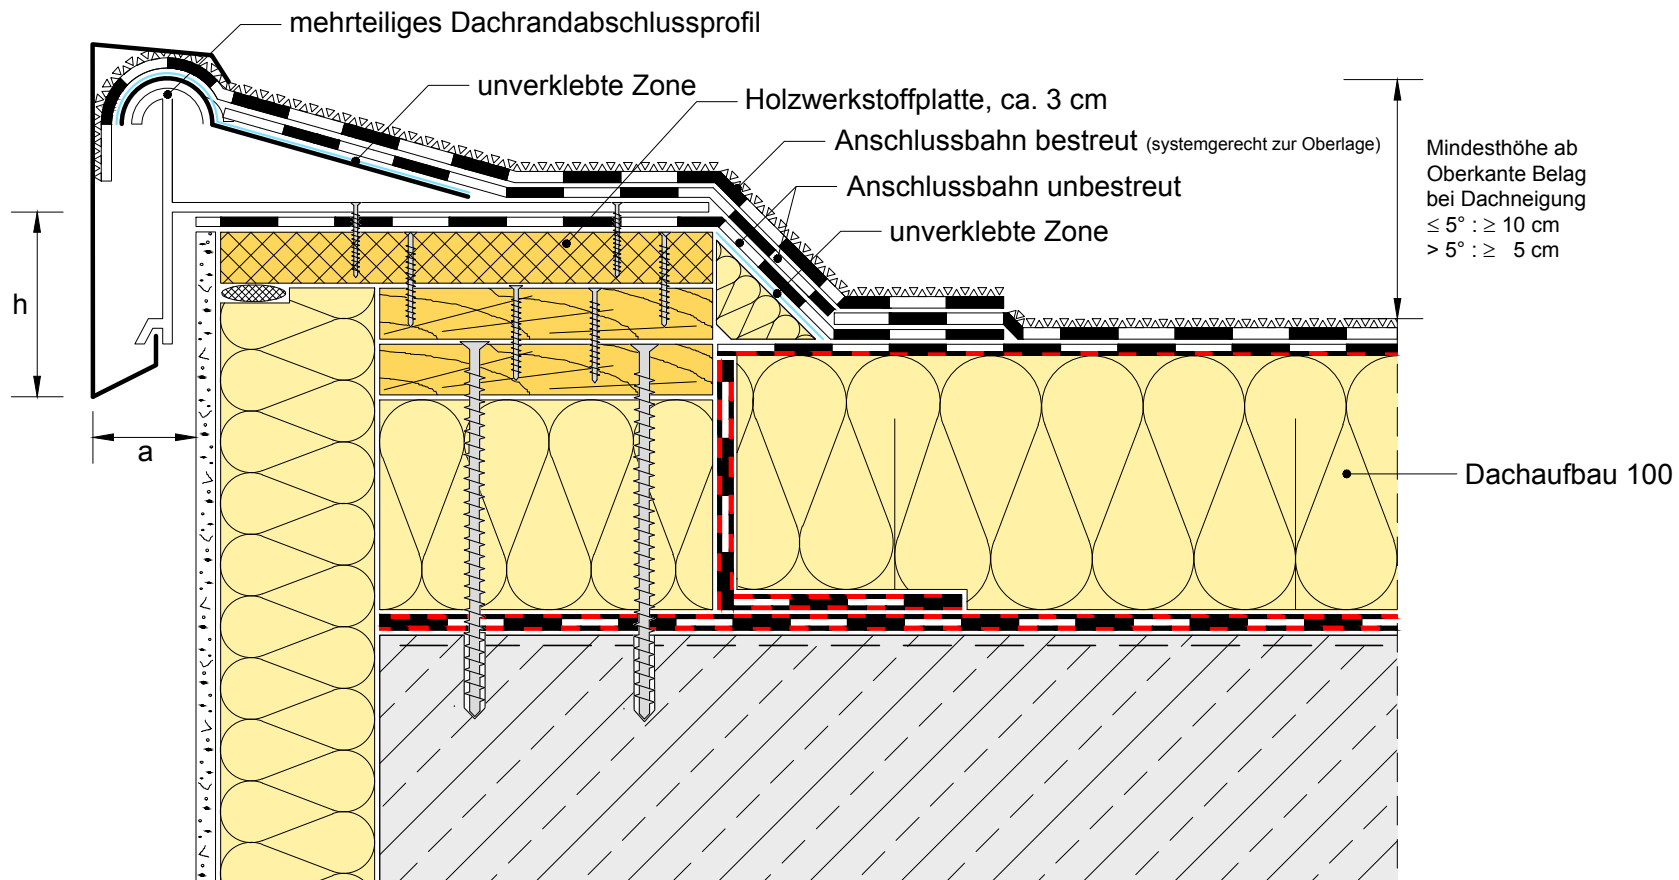 mehrteiliges Dachrandabschlussprofil
unverklebte Zone
Holzwerkstoffplatte, ca. 3 cm
Anschlussbahn bestreut (systemgerecht zur Oberlage)
Anschlussbahn unbestreut
unverklebte Zone
Mindesthöhe ab
Oberkante Belag
bei Dachneigung
≤ 5° : ≥ 10 cm
> 5° : ≥ 5 cm
h
a
Dachaufbau 100